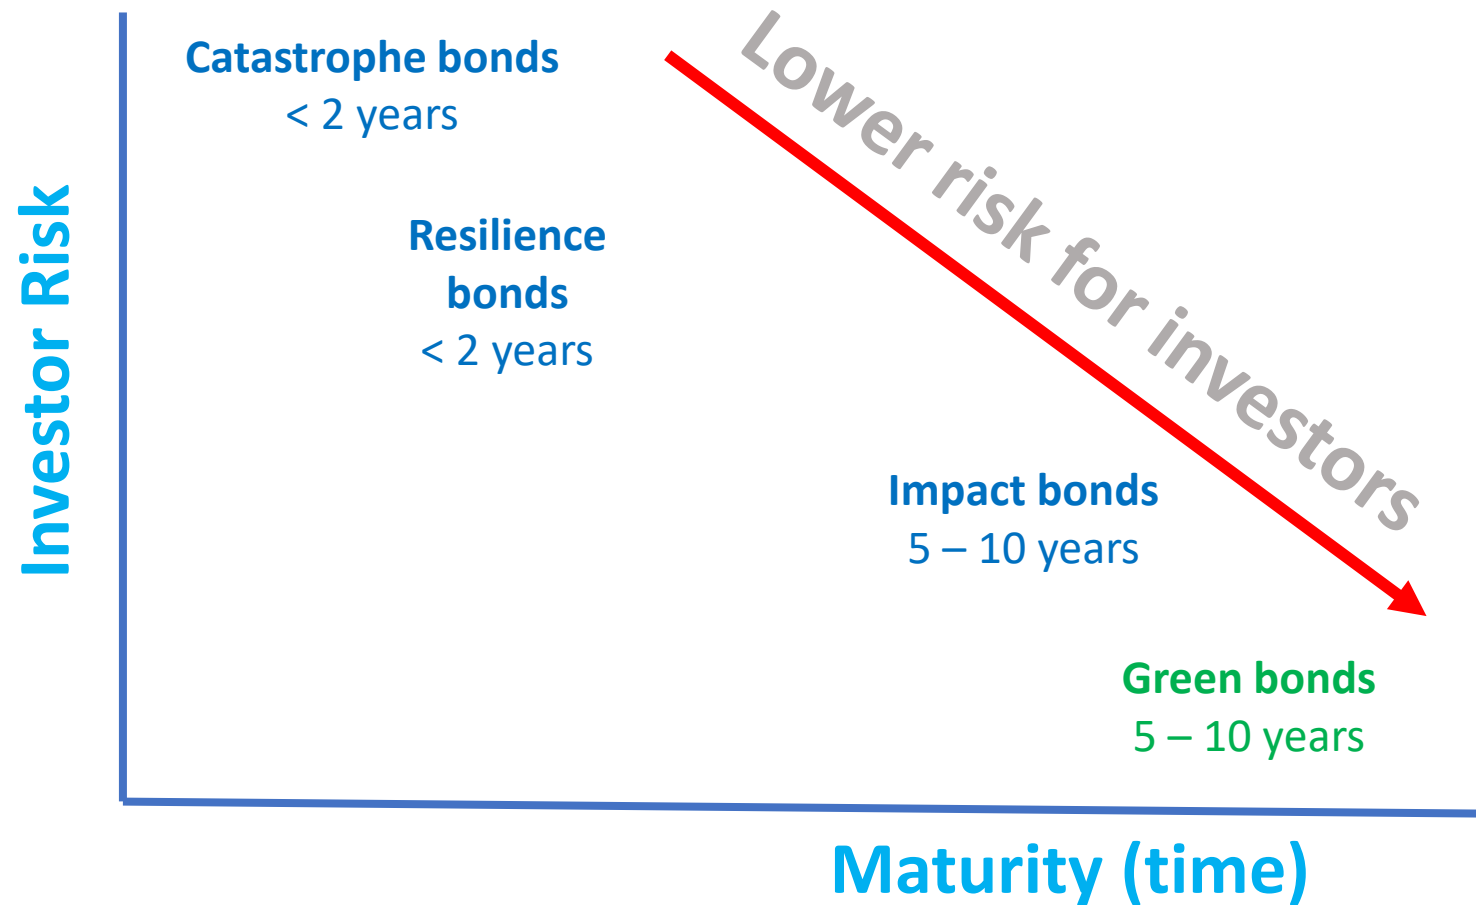 Catastrophe bonds
< 2 years
Lower risk for investors
Investor Risk
Resilience
bonds
< 2 years
Impact bonds
5 – 10 years
Green bonds
5 – 10 years
Maturity (time)